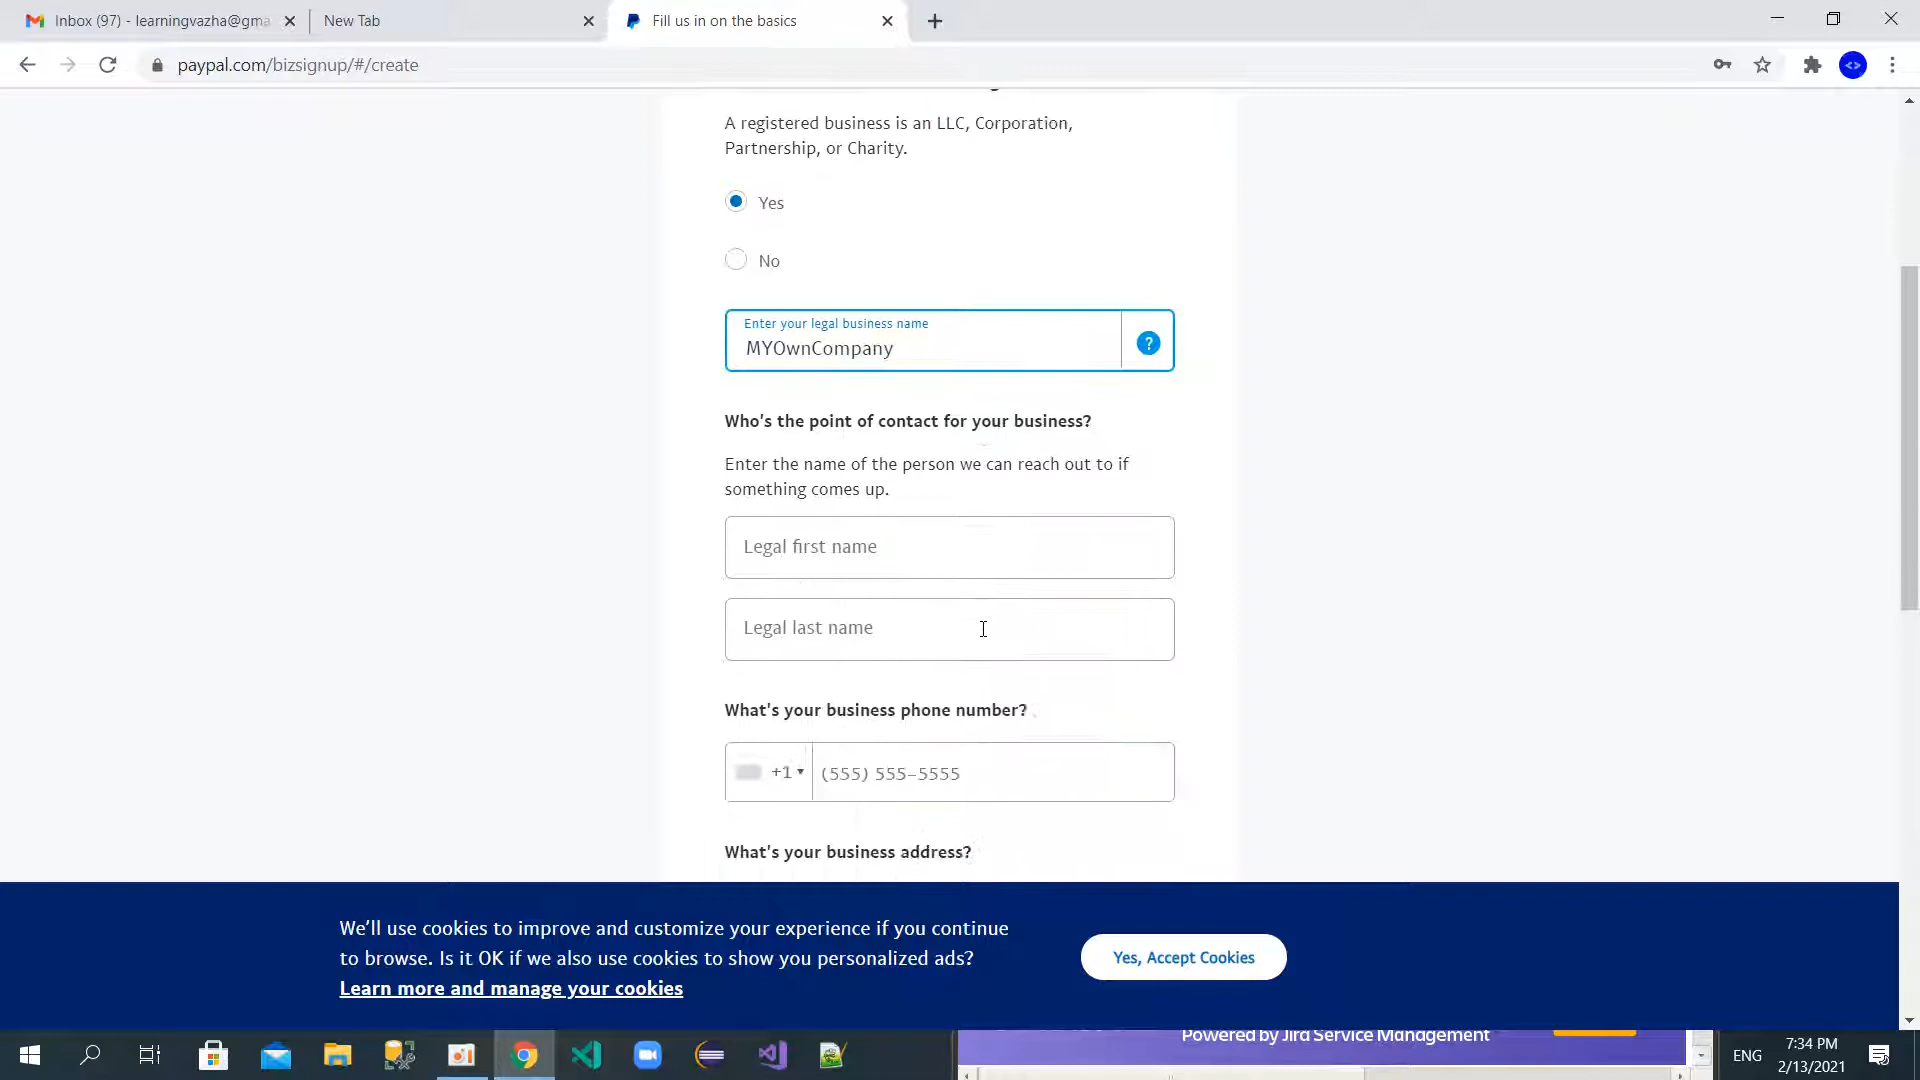 Inbox (97) - learningvazha@gma
New Tab
Fill us in on the basics
paypal.com/bizsignup/#/create
A registered business is an LLC, Corporation,
Partnership, or Charity.
Yes
No
Enter your legal business name
MYOwnCompany
?
Who's the point of contact for your business?
Enter the name of the person we can reach out to if
something comes up.
Legal first name
Legal last name
What's your business phone number?
+1 (555) 555-5555
What's your business address?
We'll use cookies to improve and customize your experience if you continue
to browse. Is it OK if we also use cookies to show you personalized ads?
Learn more and manage your cookies
Yes, Accept Cookies
Powered by Jira Service Management
ENG
7:34 PM
2/13/2021